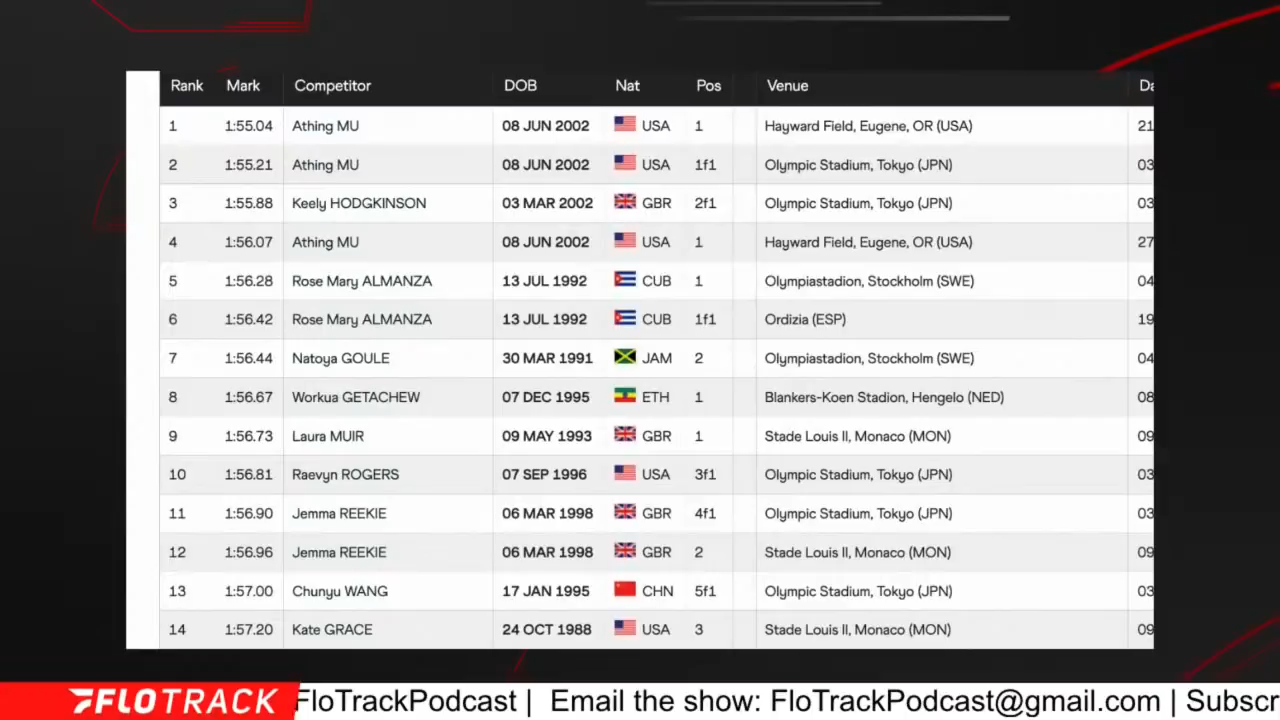 Rank Mark Competitor DOB Nat Pos Venue Da
1 1:55.04 Athing MU 08 JUN 2002 USA 1 Hayward Field, Eugene, OR (USA) 21
2 1:55.21 Athing MU 08 JUN 2002 USA 1f1 Olympic Stadium, Tokyo (JPN) 03
3 1:55.88 Keely HODGKINSON 03 MAR 2002 GBR 2f1 Olympic Stadium, Tokyo (JPN) 03
4 1:56.07 Athing MU 08 JUN 2002 USA 1 Hayward Field, Eugene, OR (USA) 27
5 1:56.28 Rose Mary ALMANZA 13 JUL 1992 CUB 1 Olympiastadion, Stockholm (SWE) 04
6 1:56.42 Rose Mary ALMANZA 13 JUL 1992 CUB 1f1 Ordizia (ESP) 19
7 1:56.44 Natoya GOULE 30 MAR 1991 JAM 2 Olympiastadion, Stockholm (SWE) 04
8 1:56.67 Workua GETACHEW 07 DEC 1995 ETH 1 Blankers-Koen Stadion, Hengelo (NED) 08
9 1:56.73 Laura MUIR 09 MAY 1993 GBR 1 Stade Louis II, Monaco (MON) 09
10 1:56.81 Raevyn ROGERS 07 SEP 1996 USA 3f1 Olympic Stadium, Tokyo (JPN) 03
11 1:56.90 Jemma REEKIE 06 MAR 1998 GBR 4f1 Olympic Stadium, Tokyo (JPN) 03
12 1:56.96 Jemma REEKIE 06 MAR 1998 GBR 2 Stade Louis II, Monaco (MON) 09
13 1:57.00 Chunyu WANG 17 JAN 1995 CHN 5f1 Olympic Stadium, Tokyo (JPN) 03
14 1:57.20 Kate GRACE 24 OCT 1988 USA 3 Stade Louis II, Monaco (MON) 09
FLOTRACK FloTrackPodcast | Email the show: FloTrackPodcast@gmail.com | Subscr